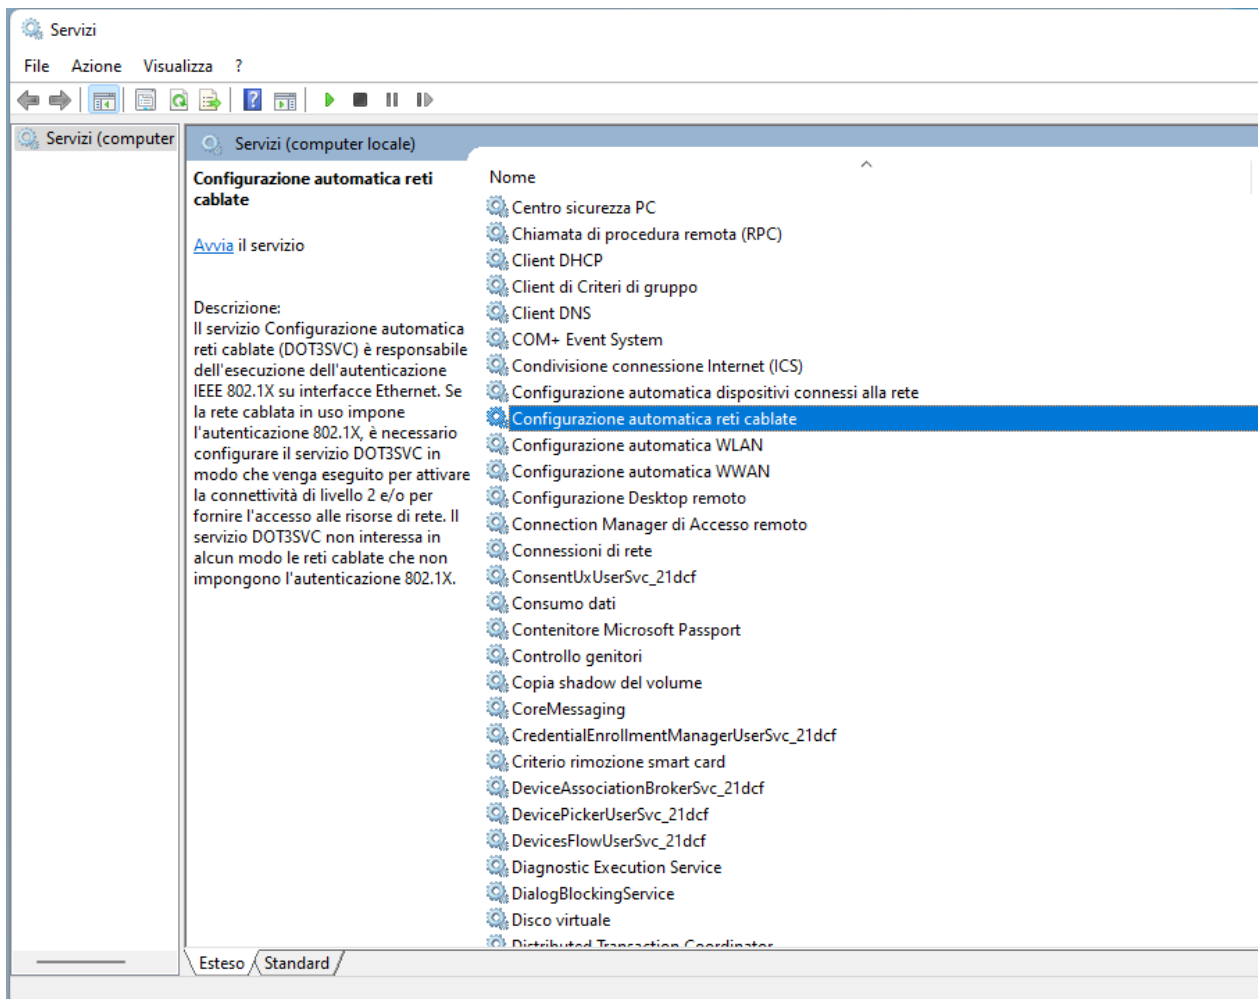 Servizi
File Azione Visualizza ?
Servizi (computer
Servizi (computer locale)
Configurazione automatica reti
cablate
Avvia il servizio
Descrizione:
Il servizio Configurazione automatica
reti cablate (DOT3SVC) è responsabile
dell'esecuzione dell'autenticazione
IEEE 802.1X su interfacce Ethernet. Se
la rete cablata in uso impone
l'autenticazione 802.1X, è necessario
configurare il servizio DOT3SVC in
modo che venga eseguito per attivare
la connettività di livello 2 e/o per
fornire l'accesso alle risorse di rete. Il
servizio DOT3SVC non interessa in
alcun modo le reti cablate che non
impongono l'autenticazione 802.1X.
Nome
Centro sicurezza PC
Chiamata di procedura remota (RPC)
Client DHCP
Client di Criteri di gruppo
Client DNS
COM+ Event System
Condivisione connessione Internet (ICS)
Configurazione automatica dispositivi connessi alla rete
Configurazione automatica reti cablate
Configurazione automatica WLAN
Configurazione automatica WWAN
Configurazione Desktop remoto
Connection Manager di Accesso remoto
Connessioni di rete
ConsentUxUserSvc_21dcf
Consumo dati
Contenitore Microsoft Passport
Controllo genitori
Copia shadow del volume
CoreMessaging
CredentialEnrollmentManagerUserSvc_21dcf
Criterio rimozione smart card
DeviceAssociationBrokerSvc_21dcf
DevicePickerUserSvc_21dcf
DevicesFlowUserSvc_21dcf
Diagnostic Execution Service
DialogBlockingService
Disco virtuale
Distributed Transaction Coordinator
Esteso Standard